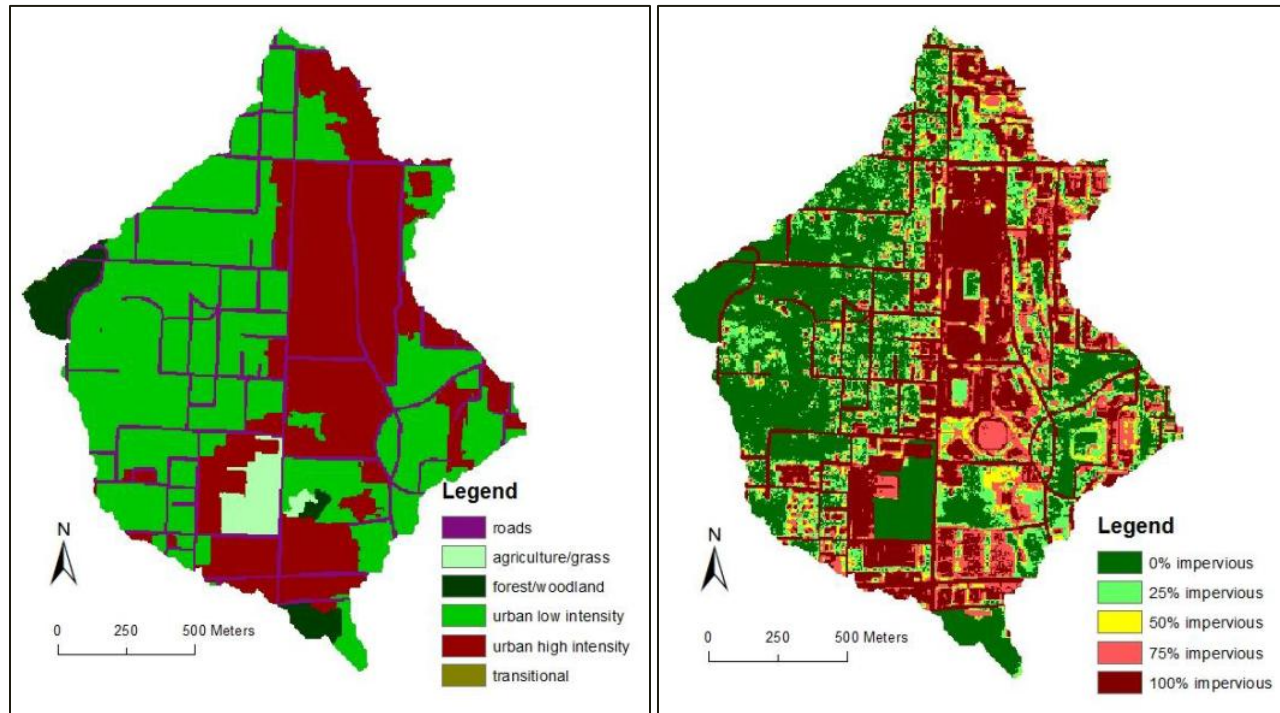 Legend
roads
agriculture/grass
forest/woodland
urban low intensity
urban high intensity
transitional
N
0 250 500 Meters
Legend
0% impervious
25% impervious
50% impervious
75% impervious
100% impervious
N
0 250 500 Meters